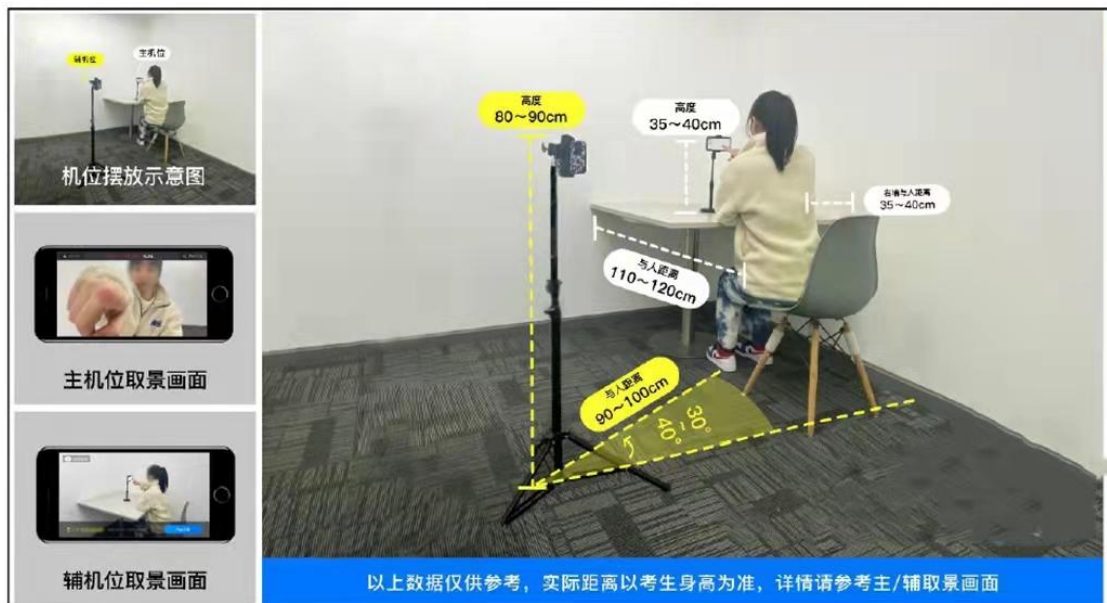 辅机位
主机位
机位摆放示意图
主机位取景画面
辅机位取景画面
高度
80～90cm
高度
35～40cm
右墙与人距离
35～40cm
与人距离
110～120cm
与人距离
90～100cm
30°
~
40°
以上数据仅供参考，实际距离以考生身高为准，详情请参考主/辅取景画面